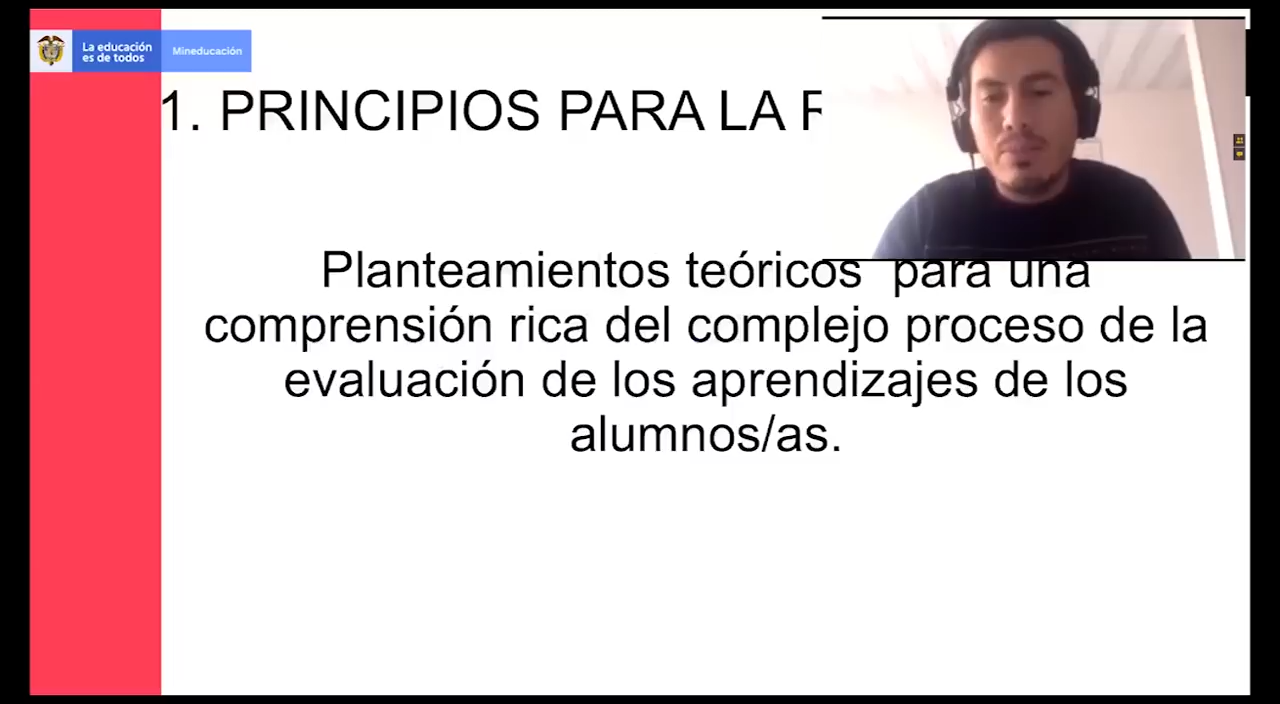 La educación
es de todos
Mineducación
1. PRINCIPIOS PARA LA
Planteamientos teóricos para una
comprensión rica del complejo proceso de la
evaluación de los aprendizajes de los
alumnos/as.